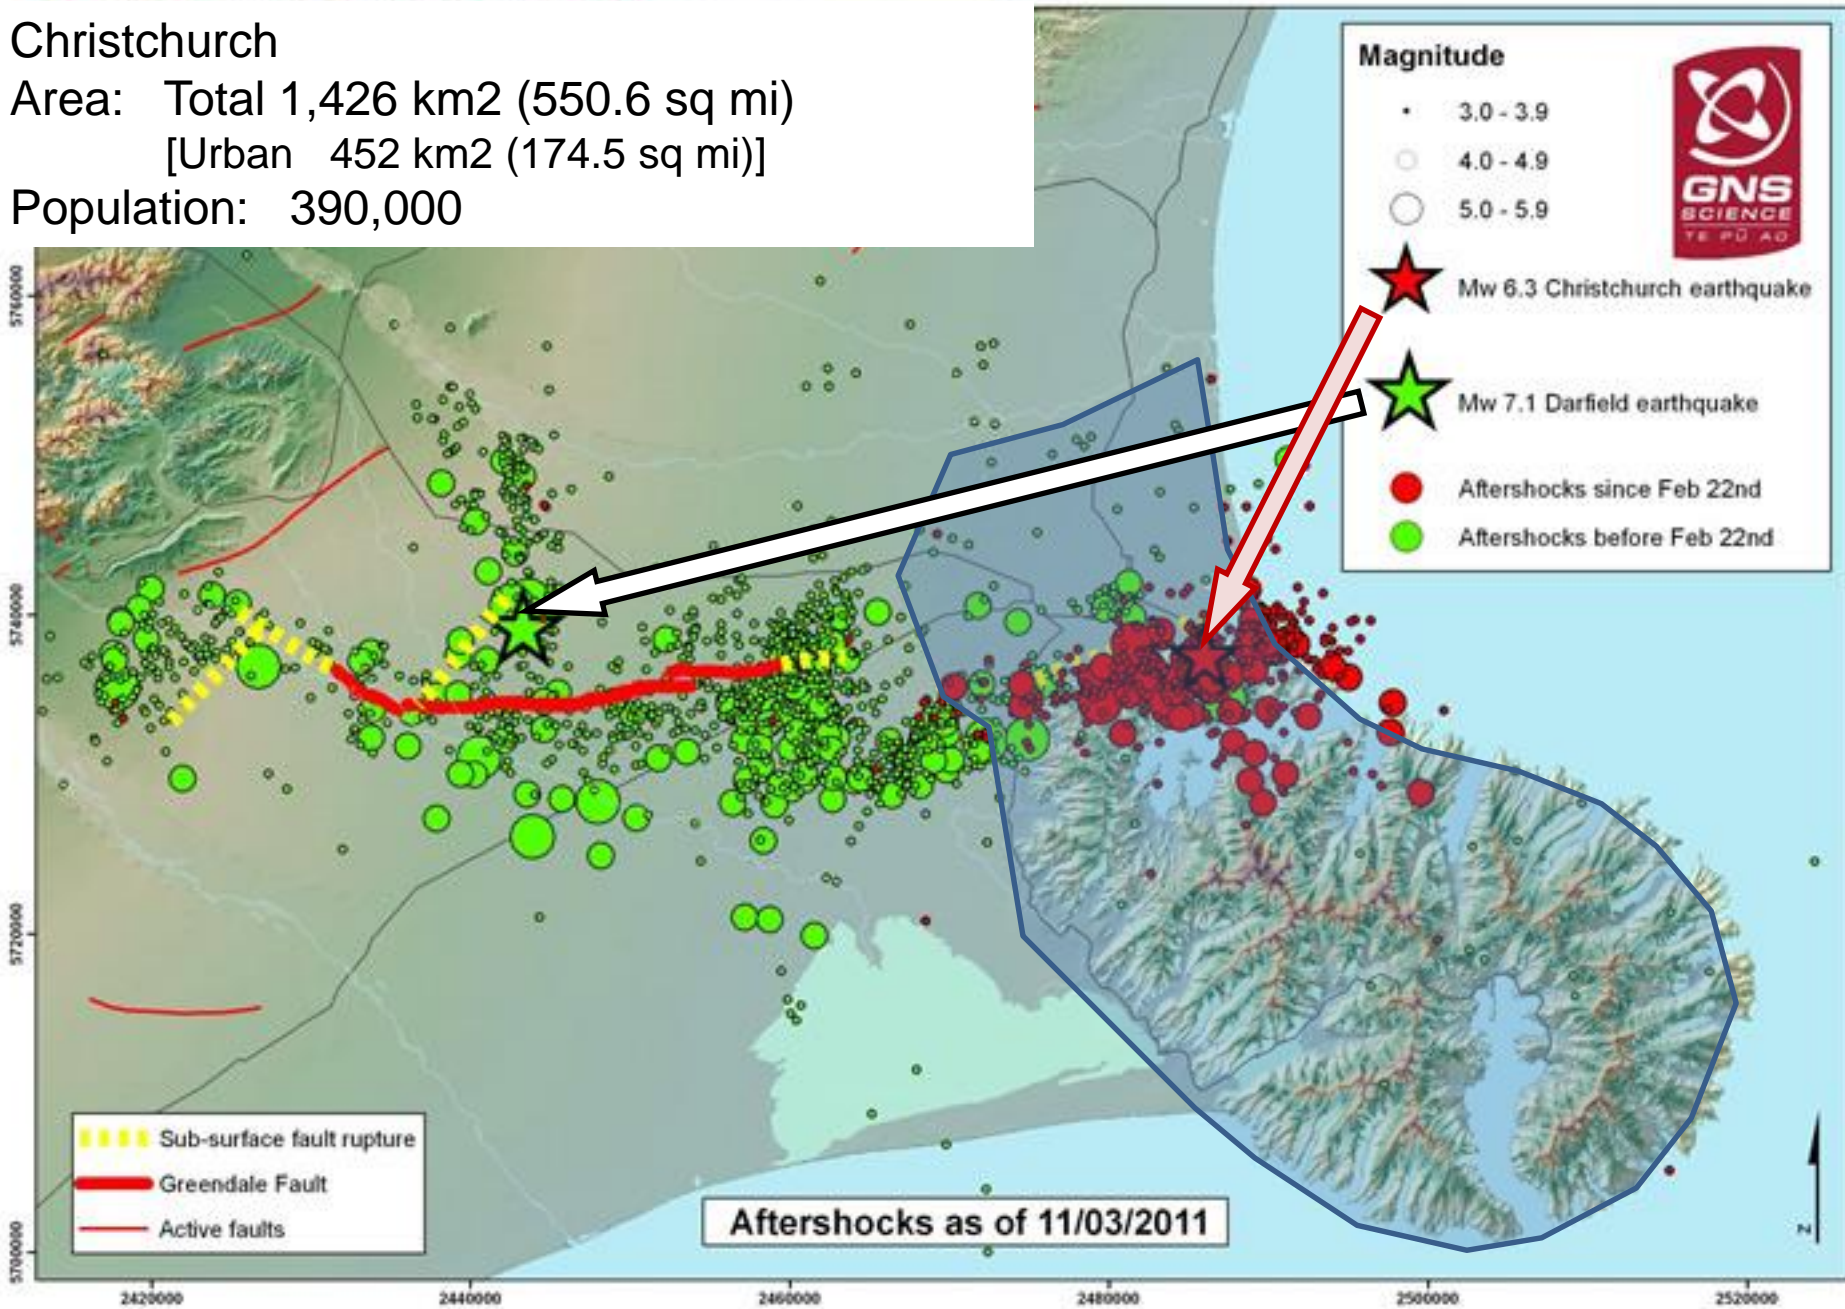 Christchurch
Area: Total 1,426 km2 (550.6 sq mi)
[Urban 452 km2 (174.5 sq mi)]
Population: 390,000
Magnitude
3.0 - 3.9
4.0 - 4.9
5.0 - 5.9
GNS
SCIENCE
TE PŪ AO
Mw 6.3 Christchurch earthquake
Mw 7.1 Darfield earthquake
Aftershocks since Feb 22nd
Aftershocks before Feb 22nd
5760000
5740000
5720000
5700000
Sub-surface fault rupture
Greendale Fault
Active faults
Aftershocks as of 11/03/2011
N
2420000
2440000
2460000
2480000
2500000
2520000